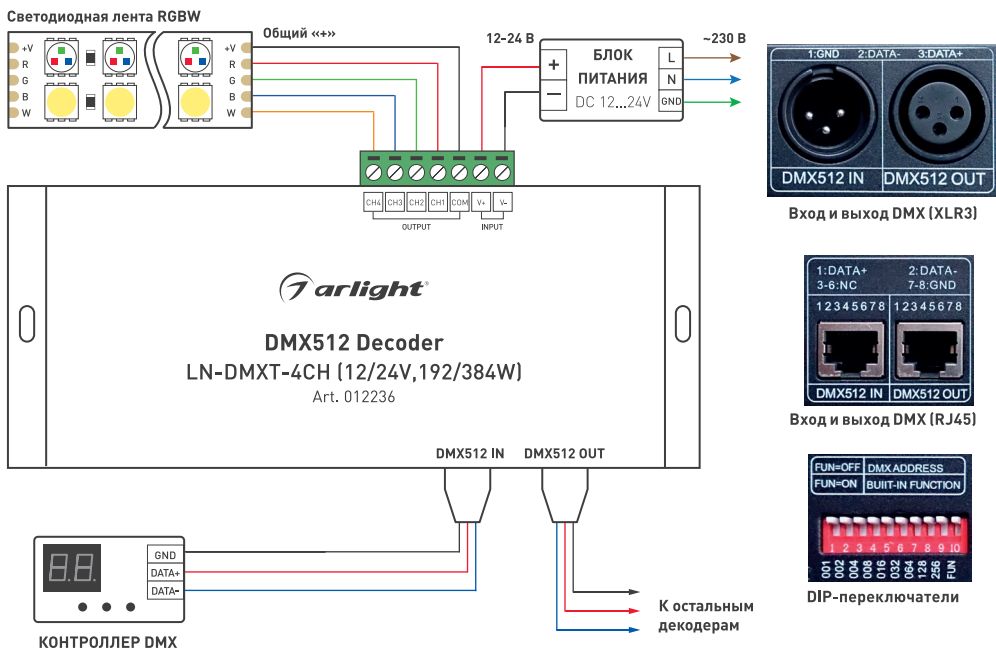 Светодиодная лента RGBW
+V
R
G
B
W
+V
R
G
B
W
Общий «+»
12-24 В
+
–
БЛОК
ПИТАНИЯ
DC 12...24V
L
N
GND
~230 В
CH4 CH3 CH2 CH1 COM V+ V-
OUTPUT INPUT
arlight
DMX512 Decoder
LN-DMXT-4CH (12/24V,192/384W)
Art. 012236
DMX512 IN DMX512 OUT
GND
DATA+
DATA-
8.8.
КОНТРОЛЛЕР DMX
К остальным
декодерам
1:GND 2:DATA- 3:DATA+
DMX512 IN DMX512 OUT
Вход и выход DMX (XLR3)
1:DATA+ 2:DATA-
3-6:NC 7-8:GND
12345678 12345678
DMX512 IN DMX512 OUT
Вход и выход DMX (RJ45)
FUN=OFF DMX ADDRESS
FUN=ON BUIIT-IN FUNCTION
1 2 3 4 5 6 7 8 9 10
001 002 004 008 016 032 064 128 256 FUN
DIP-переключатели